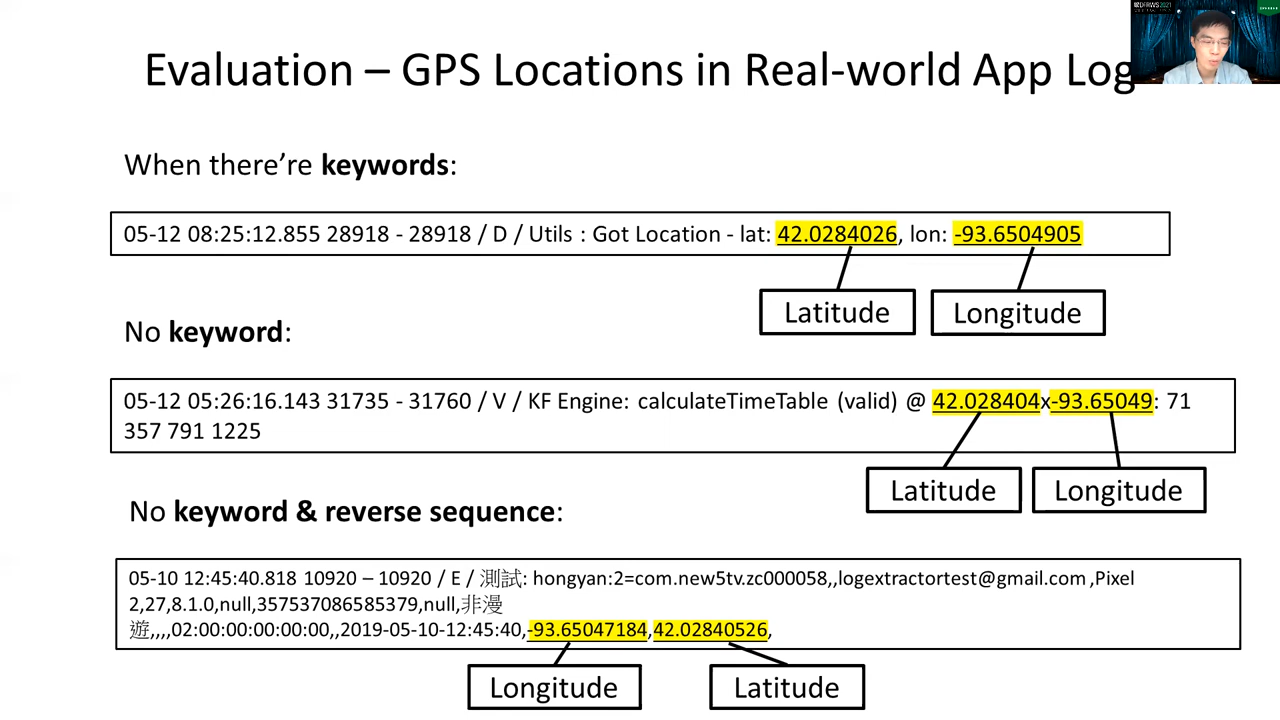 DFRWS2021
Evaluation – GPS Locations in Real-world App Log
When there’re keywords:
05-12 08:25:12.855 28918 - 28918 / D / Utils : Got Location - lat: 42.0284026, lon: -93.6504905
Latitude
Longitude
No keyword:
05-12 05:26:16.143 31735 - 31760 / V / KF Engine: calculateTimeTable (valid) @ 42.028404x-93.65049: 71
357 791 1225
Latitude
Longitude
No keyword & reverse sequence:
05-10 12:45:40.818 10920 – 10920 / E / 測試: hongyan:2=com.new5tv.zc000058,,logextractortest@gmail.com ,Pixel
2,27,8.1.0,null,357537086585379,null,非漫
遊,,,,02:00:00:00:00:00,,2019-05-10-12:45:40,-93.65047184,42.02840526,
Longitude
Latitude